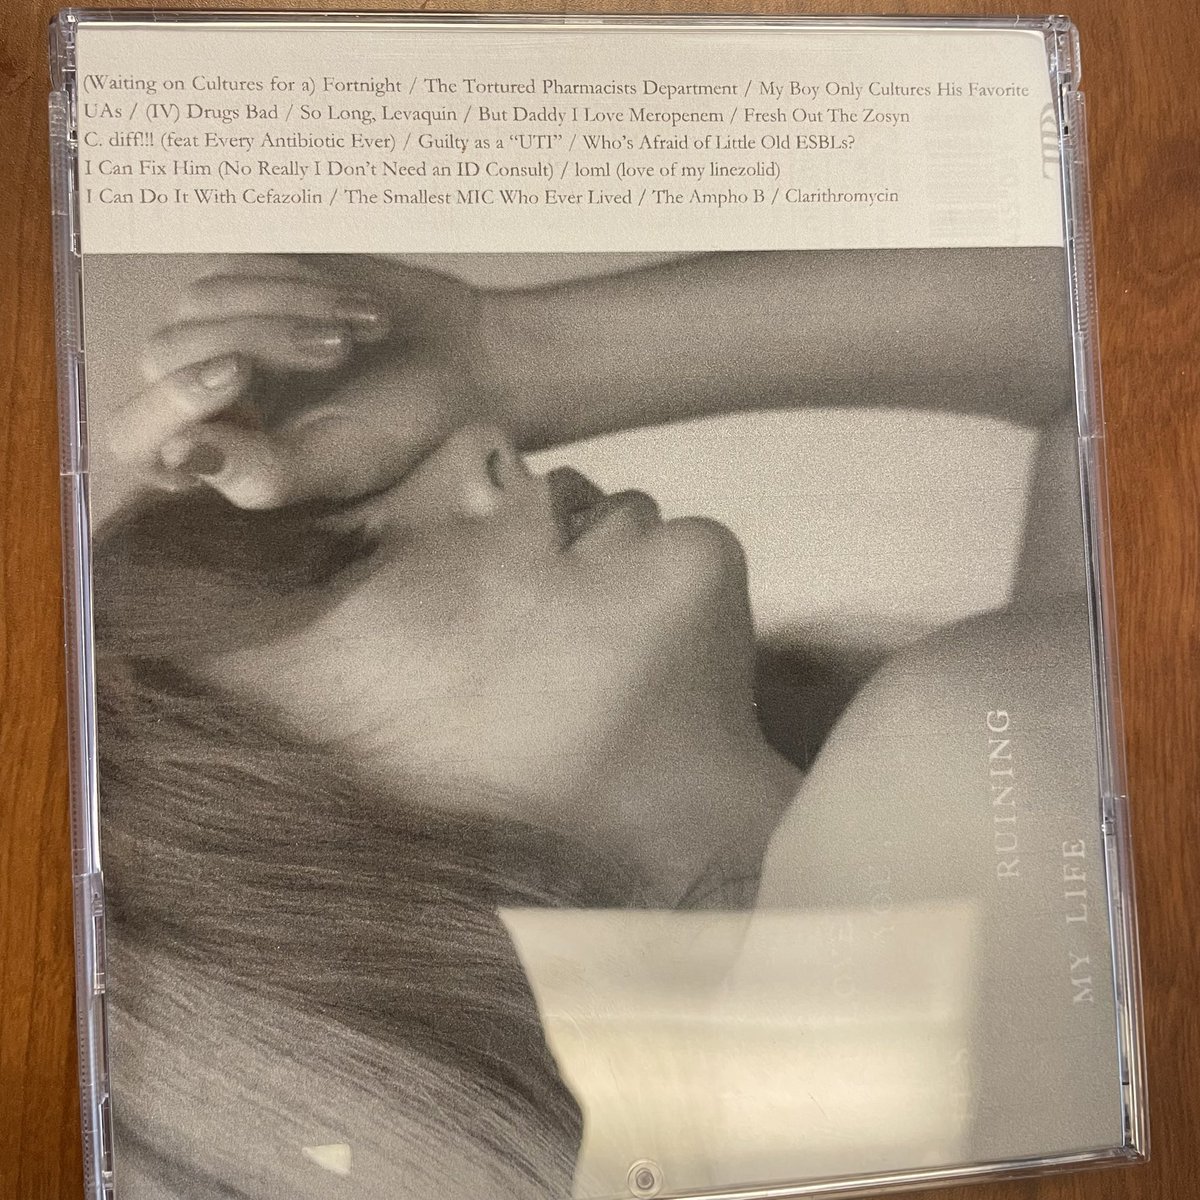 (Waiting on Cultures for a) Fortnight / The Tortured Pharmacists Department / My Boy Only Cultures His Favorite
UAs / (IV) Drugs Bad / So Long, Levaquin / But Daddy I Love Meropenem / Fresh Out The Zosyn
C. diff!!! (feat Every Antibiotic Ever) / Guilty as a “UTI” / Who’s Afraid of Little Old ESBLs?
I Can Fix Him (No Really I Don’t Need an ID Consult) / loml (love of my linezolid)
I Can Do It With Cefazolin / The Smallest MIC Who Ever Lived / The Ampho B / Clarithromycin
RUINING
MY LIFE